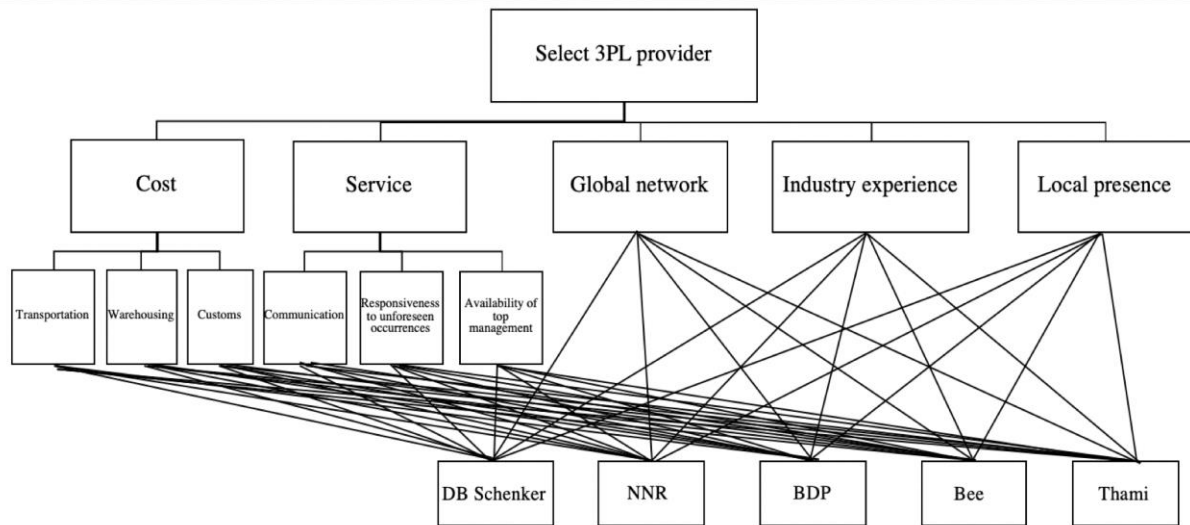 Select 3PL provider
Cost
Service
Global network
Industry experience
Local presence
Transportation
Warehousing
Customs
Communication
Responsiveness
to unforeseen
occurrences
Availability of
top
management
DB Schenker
NNR
BDP
Bee
Thami